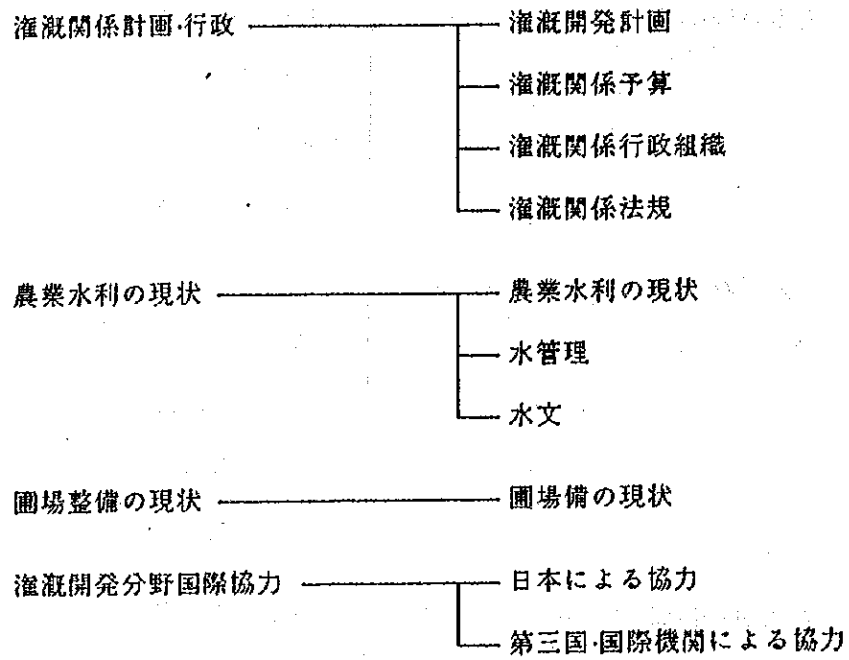 灌漑関係計画·行政
灌漑開発計画
灌漑関係予算
灌漑関係行政組織
灌漑関係法規
農業水利の現状
農業水利の現状
水管理
水文
圃場整備の現状
圃場備の現状
灌漑開発分野国際協力
日本による協力
第三国·国際機関による協力